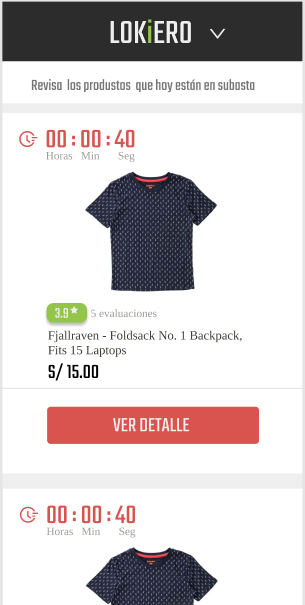 LOKiERO
Revisa los productos que hoy están en subasta
00 : 00 : 40
Horas Min Seg
3.9 5 evaluaciones
Fjallraven - Foldsack No. 1 Backpack,
Fits 15 Laptops
S/ 15.00
VER DETALLE
00 : 00 : 40
Horas Min Seg